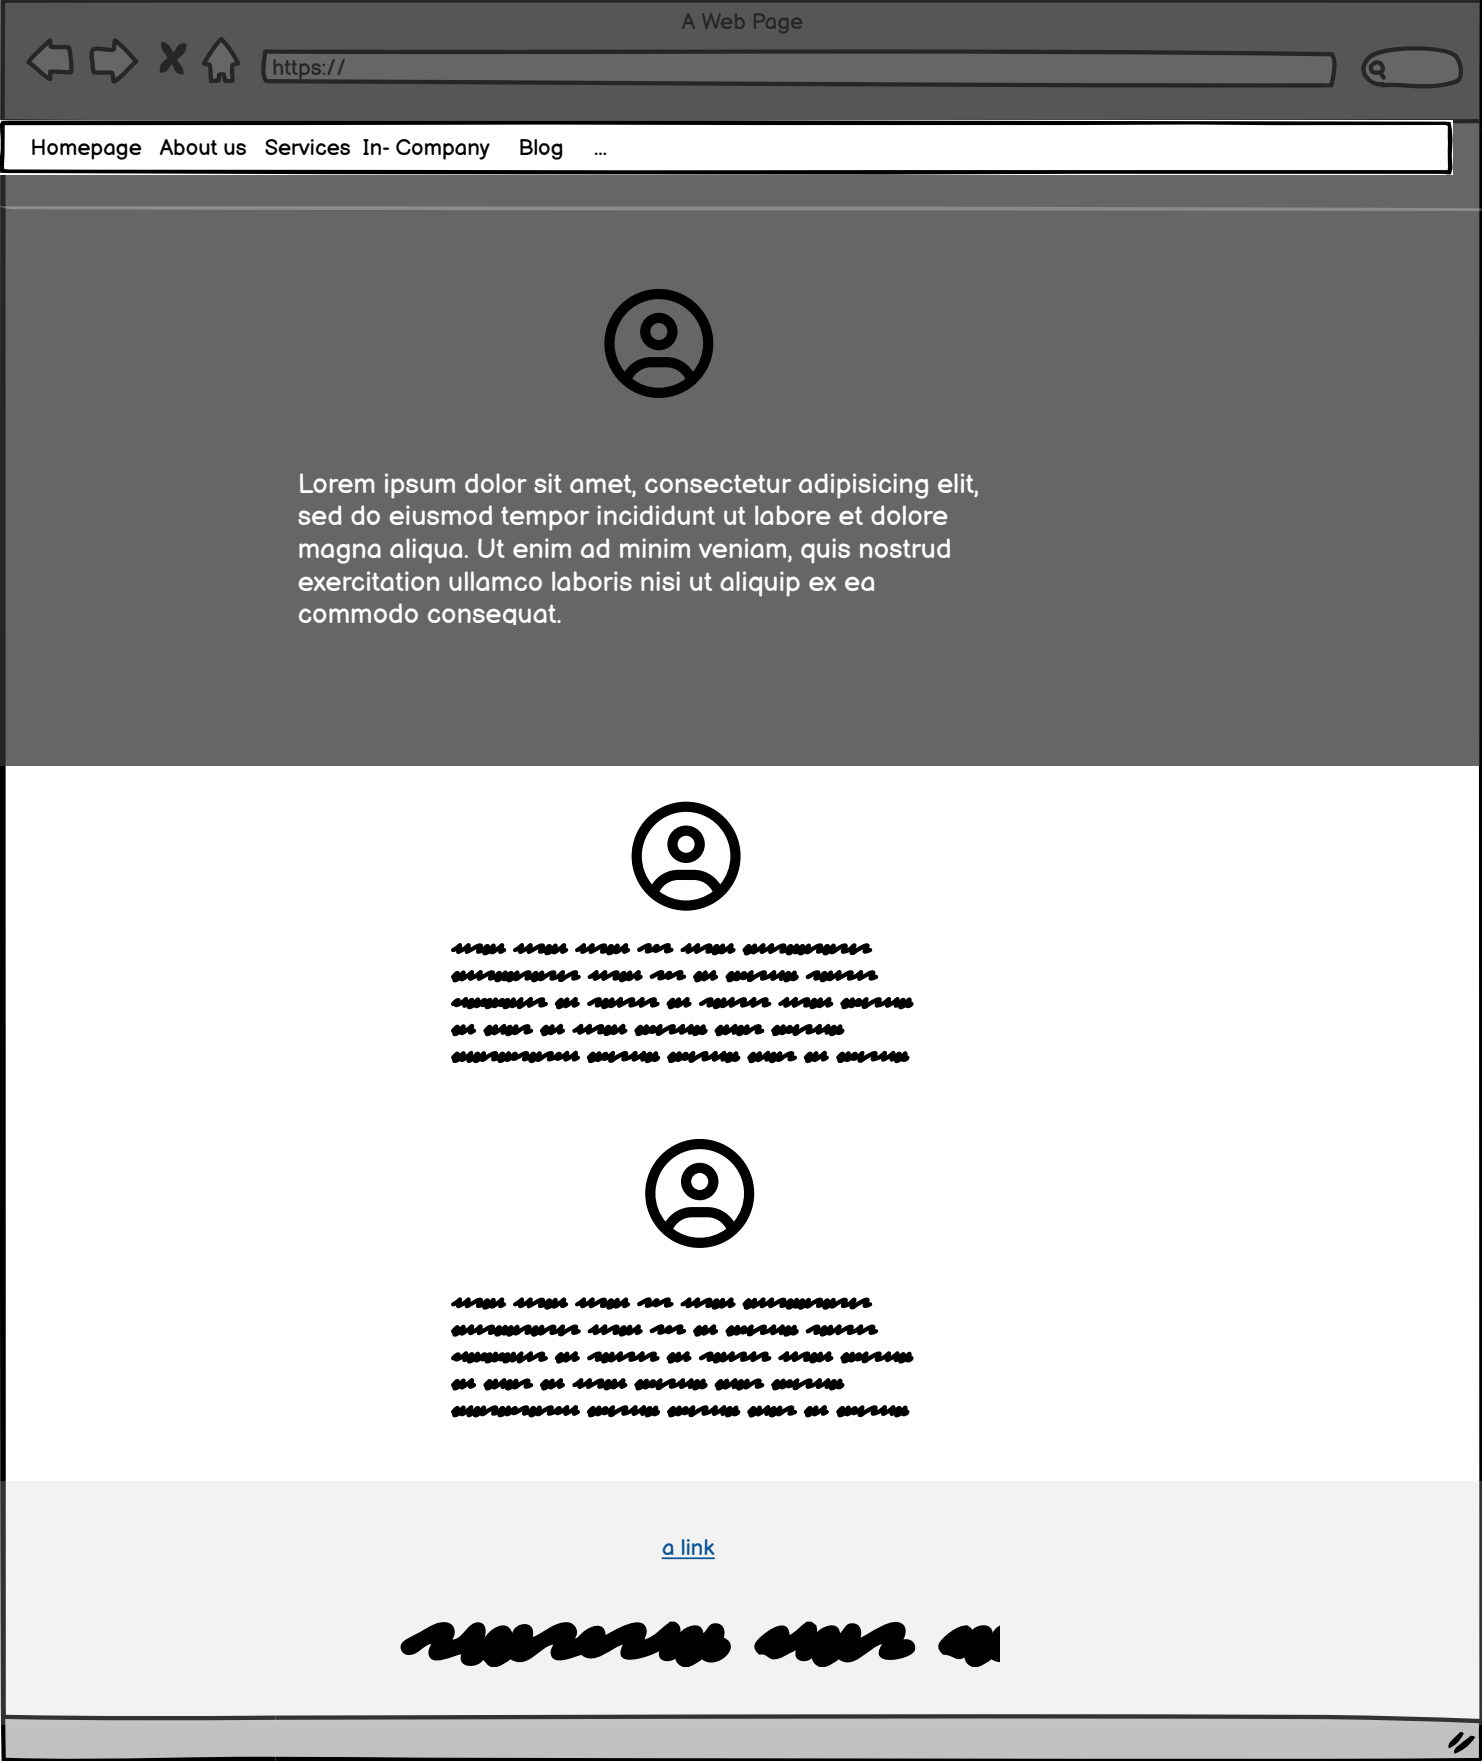 A Web Page
https://
Homepage About us Services In- Company Blog ...
Lorem ipsum dolor sit amet, consectetur adipisicing elit,
sed do eiusmod tempor incididunt ut labore et dolore
magna aliqua. Ut enim ad minim veniam, quis nostrud
exercitation ullamco laboris nisi ut aliquip ex ea
commodo consequat.
a link